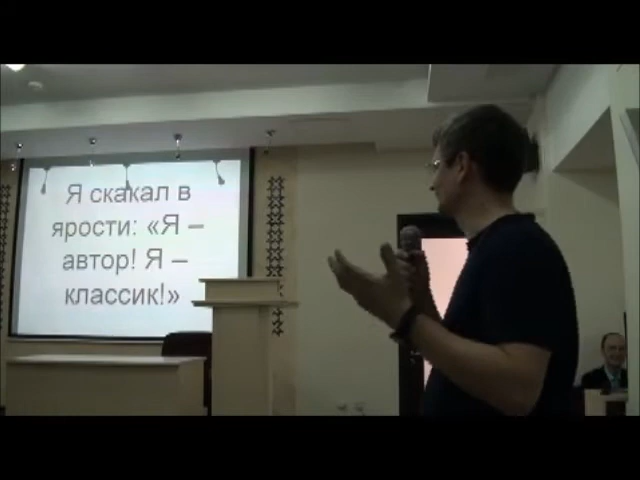 Я скакал в
ярости: «Я –
автор! Я –
классик!»